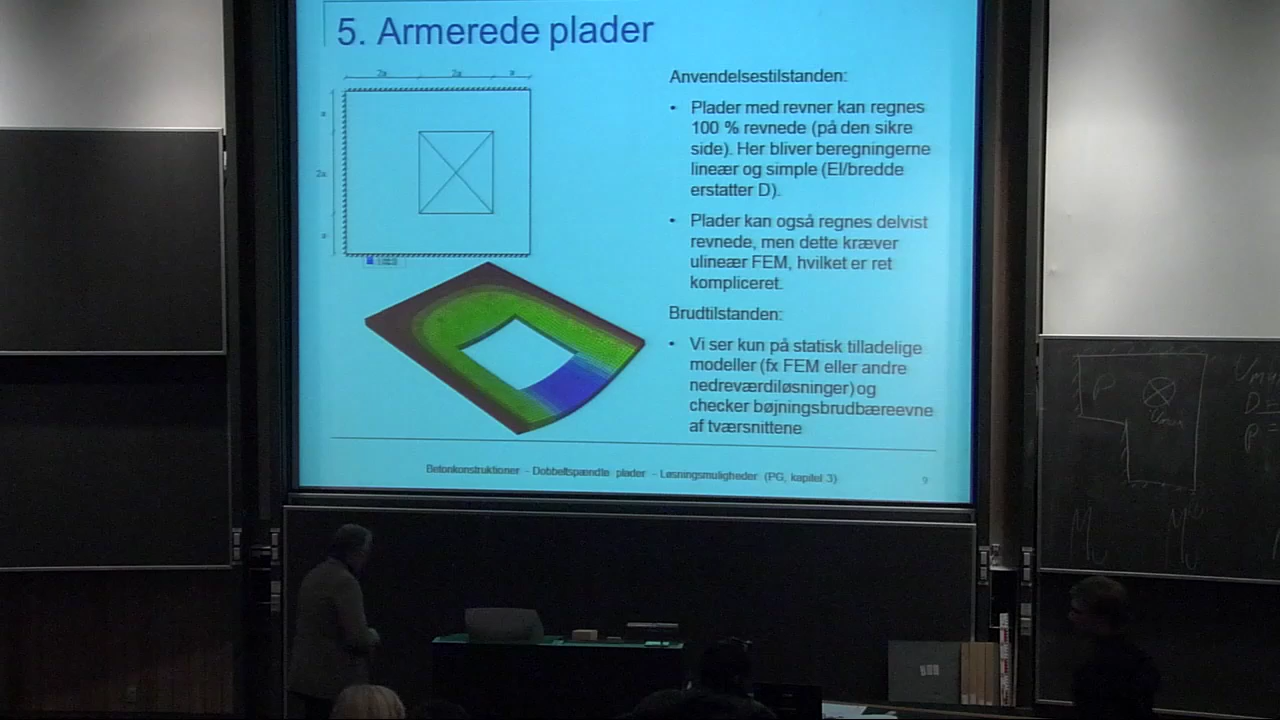 5. Armerede plader
2a 2a a
a
2a
a
Anvendelsestilstanden:
• Plader med revner kan regnes
100 % revnede (på den sikre
side). Her bliver beregningerne
lineær og simple (EI/bredde
erstatter D).
• Plader kan også regnes delvist
revnede, men dette kræver
ulineær FEM, hvilket er ret
kompliceret.
Brudtilstanden:
• Vi ser kun på statisk tilladelige
modeller (fx FEM eller andre
nedreværdiløsninger) og
checker bøjningsbrudbæreevne
af tværsnittene
Betonkonstruktioner - Dobbeltspændte plader - Løsningsmuligheder (PG, kapitel 3)
9
P
D =
P =